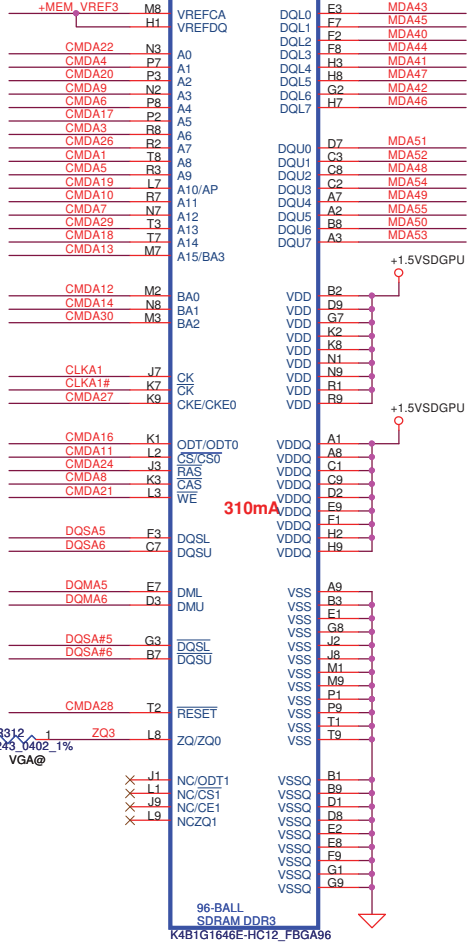 +MEM_VREF3 M8 VREFCA DQL0 E3 MDA43
H1 VREFDQ DQL1 F7 MDA45
DQL2 F2 MDA40
CMDA22 N3 A0 DQL3 F8 MDA44
CMDA4 P7 A1 DQL4 H3 MDA41
CMDA20 P3 A2 DQL5 H8 MDA47
CMDA9 N2 A3 DQL6 G2 MDA42
CMDA6 P8 A4 DQL7 H7 MDA46
CMDA17 P2 A5
CMDA3 R8 A6
CMDA26 R2 A7 DQU0 D7 MDA51
CMDA1 T8 A8 DQU1 C3 MDA52
CMDA5 R3 A9 DQU2 C8 MDA48
CMDA19 L7 A10/AP DQU3 C2 MDA54
CMDA10 R7 A11 DQU4 A7 MDA49
CMDA7 N7 A12 DQU5 A2 MDA55
CMDA29 T3 A13 DQU6 B8 MDA50
CMDA18 T7 A14 DQU7 A3 MDA53
CMDA13 M7 A15/BA3
+1.5VSDGPU
CMDA12 M2 BA0 VDD B2
CMDA14 N8 BA1 VDD D9
CMDA30 M3 BA2 VDD G7
VDD K2
VDD K8
VDD N1
CLKA1 J7 CK VDD N9
CLKA1# K7 CK VDD R1
CMDA27 K9 CKE/CKE0 VDD R9
+1.5VSDGPU
CMDA16 K1 ODT/ODT0 VDDQ A1
CMDA11 L2 CS/CS0 VDDQ A8
CMDA24 J3 RAS VDDQ C1
CMDA8 K3 CAS VDDQ C9
CMDA21 L3 WE VDDQ D2
310mA VDDQ E9
VDDQ F1
DQSA5 F3 DQSL VDDQ H2
DQSA6 C7 DQSU VDDQ H9
DQMA5 E7 DML VSS A9
DQMA6 D3 DMU VSS B3
VSS E1
VSS G8
DQSA#5 G3 DQSL VSS J2
DQSA#6 B7 DQSU VSS J8
VSS M1
VSS M9
VSS P1
CMDA28 T2 RESET VSS P9
VSS T1
R312 1 ZQ3 L8 ZQ/ZQ0 VSS T9
243_0402_1%
VGA@
J1 NC/ODT1 VSSQ B1
L1 NC/CS1 VSSQ B9
J9 NC/CE1 VSSQ D1
L9 NCZQ1 VSSQ D8
VSSQ E2
VSSQ E8
VSSQ F9
VSSQ G1
VSSQ G9
96-BALL
SDRAM DDR3
K4B1G1646E-HC12_FBGA96